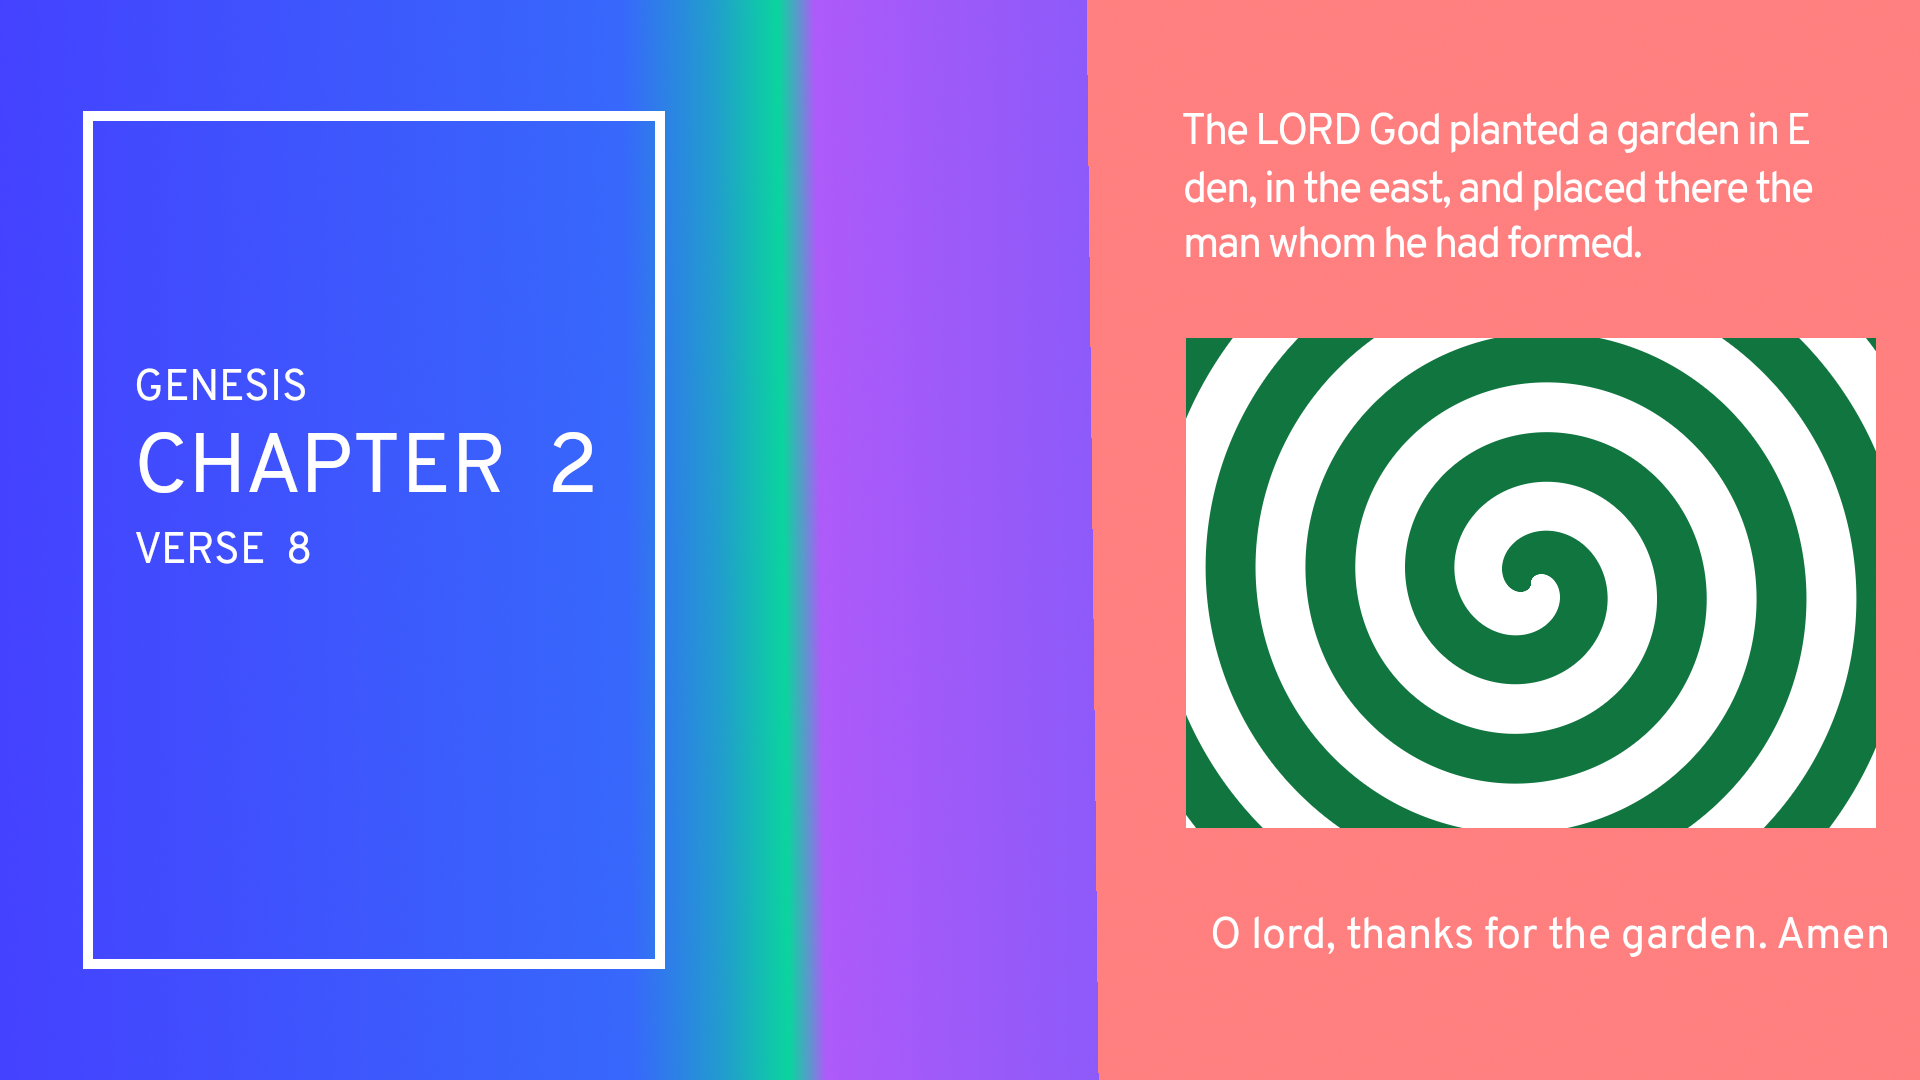 GENESIS
CHAPTER 2
VERSE 8
The LORD God planted a garden in E
den, in the east, and placed there the
man whom he had formed.
O lord, thanks for the garden. Amen